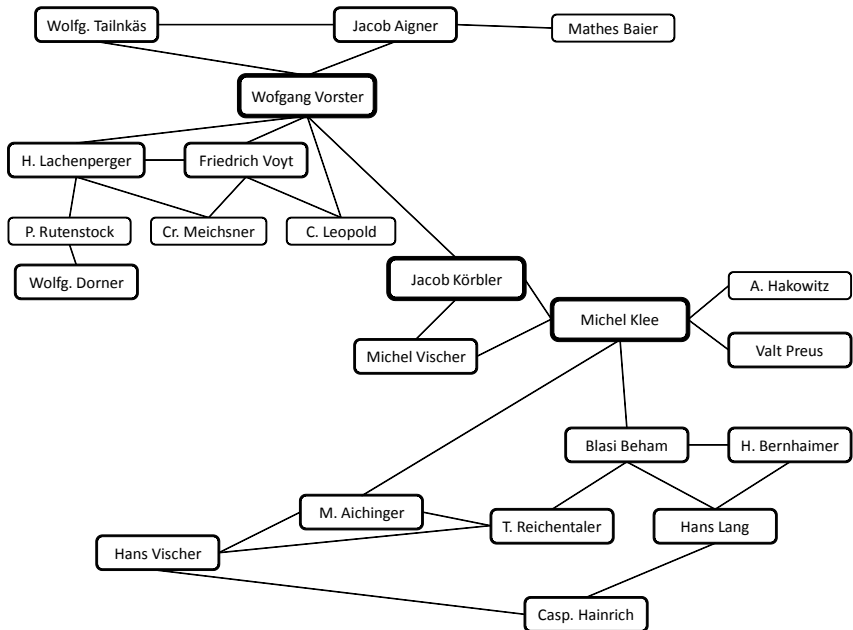 Wolfg. Tailnkäs
Jacob Aigner
Mathes Baier
Wofgang Vorster
H. Lachenperger
Friedrich Voyt
P. Rutenstock
Cr. Meichsner
C. Leopold
Wolfg. Dorner
Jacob Körbler
A. Hakowitz
Michel Klee
Michel Vischer
Valt Preus
Blasi Beham
H. Bernhaimer
M. Aichinger
T. Reichentaler
Hans Lang
Hans Vischer
Casp. Hainrich